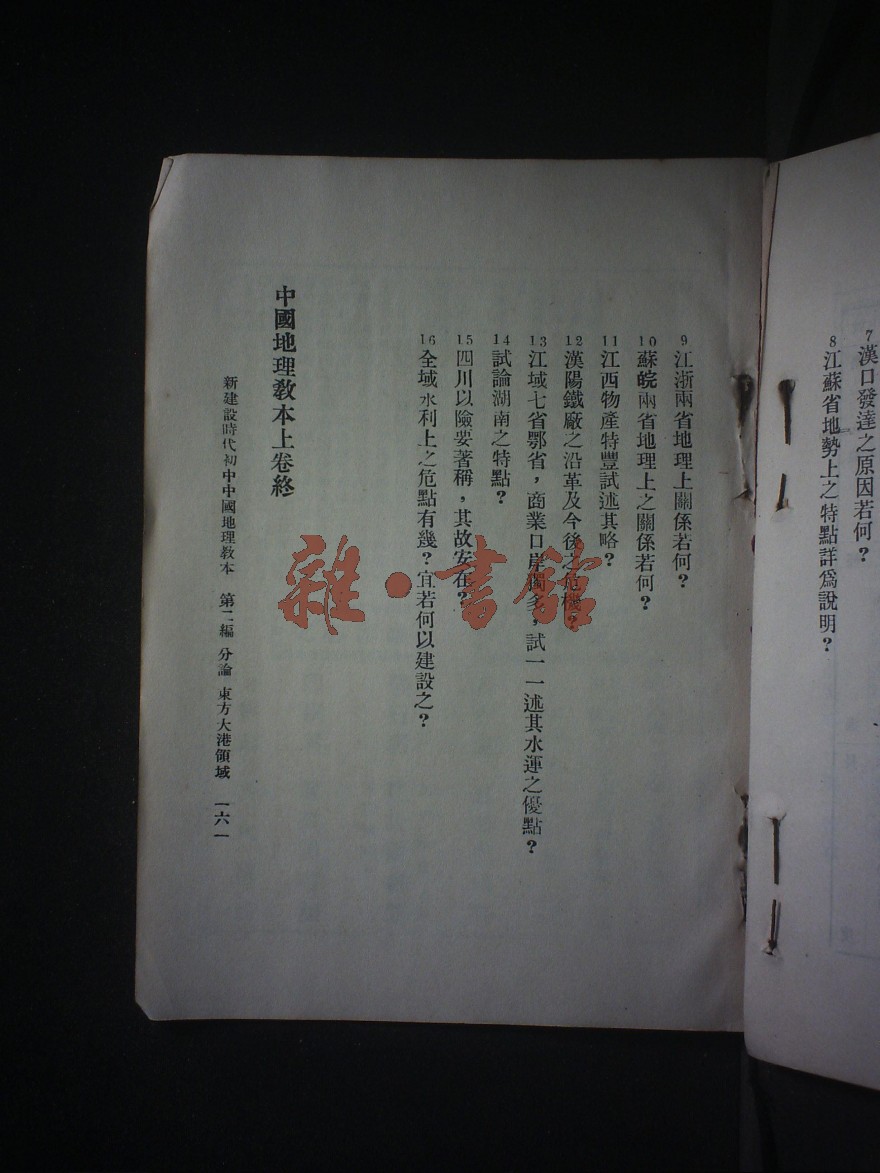 7 漢口發達之原因若何？
8 江蘇省地勢上之特點詳爲說明？
9 江浙兩省地理上關係若何？
10 蘇皖兩省地理上之關係若何？
11 江西物產特豐試述其略？
12 漢陽鐵廠之沿革及今後之危機？
13 江域七省鄂省，商業口岸獨多，試一一述其水運之優點？
14 試論湖南之特點？
15 四川以險要著稱，其故安在？
16 全域水利上之危點有幾？宜若何以建設之？
中國地理教本上卷終
新建設時代初中中國地理教本 第二編 分論 東方大港領域 一六一
雜·書館